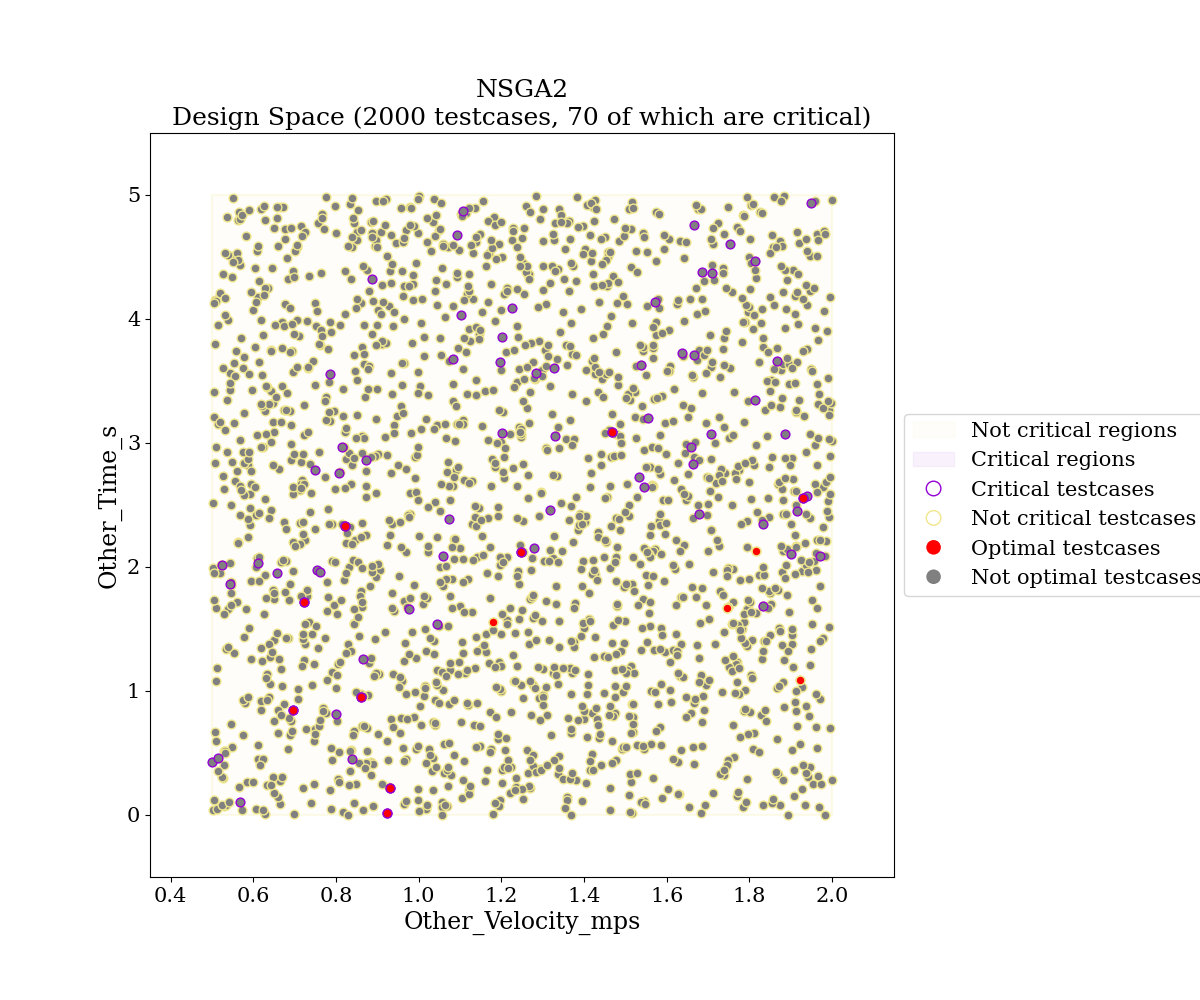 NSGA2
Design Space (2000 testcases, 70 of which are critical)
5
4
3
2
1
0
Other_Time_s
0.4 0.6 0.8 1.0 1.2 1.4 1.6 1.8 2.0
Other_Velocity_mps
Not critical regions
Critical regions
Critical testcases
Not critical testcases
Optimal testcases
Not optimal testcases